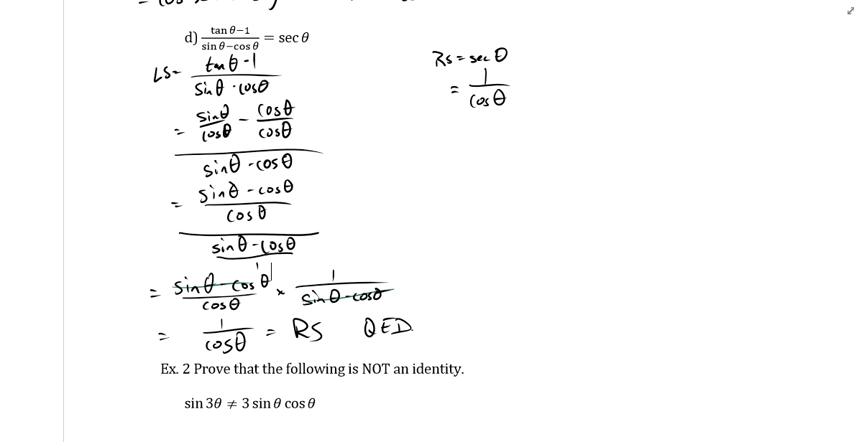 d) (tan θ−1)/(sin θ−cos θ) = sec θ
LS= (tan θ - 1)/(sin θ - cos θ)
RS = sec θ
= 1/(cos θ)
= (sin θ/cos θ - cos θ/cos θ)/(sin θ - cos θ)
= ((sin θ - cos θ)/cos θ)/(sin θ - cos θ)
= (sin θ - cos θ)/(cos θ) × 1/(sin θ - cos θ)
= 1/(cos θ) = RS QED
Ex. 2 Prove that the following is NOT an identity.
sin 3θ ≠ 3 sin θ cos θ